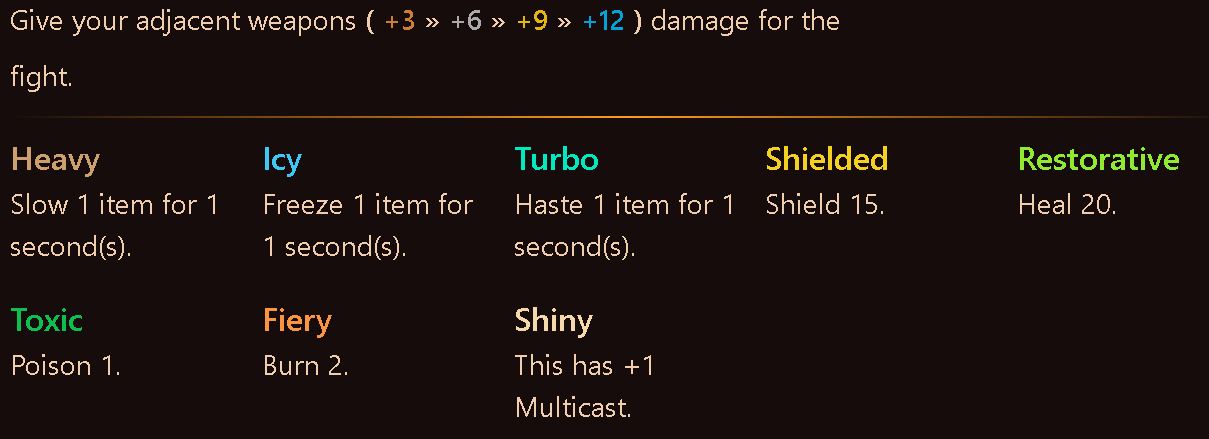 Give your adjacent weapons ( +3 » +6 » +9 » +12 ) damage for the
fight.
Heavy
Slow 1 item for 1
second(s).
Icy
Freeze 1 item for
1 second(s).
Turbo
Haste 1 item for 1
second(s).
Shielded
Shield 15.
Restorative
Heal 20.
Toxic
Poison 1.
Fiery
Burn 2.
Shiny
This has +1
Multicast.